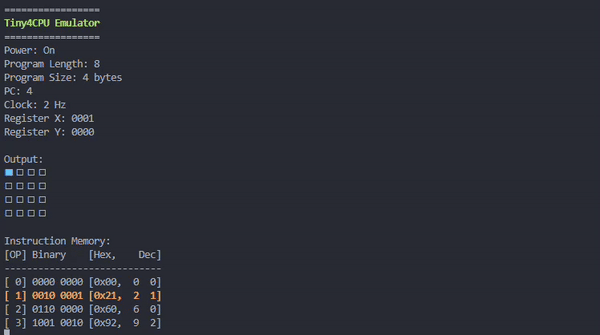 =================
Tiny4CPU Emulator
=================
Power: On
Program Length: 8
Program Size: 4 bytes
PC: 4
Clock: 2 Hz
Register X: 0001
Register Y: 0000
Output:
■□□□
□□□□
□□□□
□□□□
Instruction Memory:
[OP] Binary    [Hex,    Dec]
----------------------------
[ 0] 0000 0000 [0x00,  0  0]
[ 1] 0010 0001 [0x21,  2  1]
[ 2] 0110 0000 [0x60,  6  0]
[ 3] 1001 0010 [0x92,  9  2]